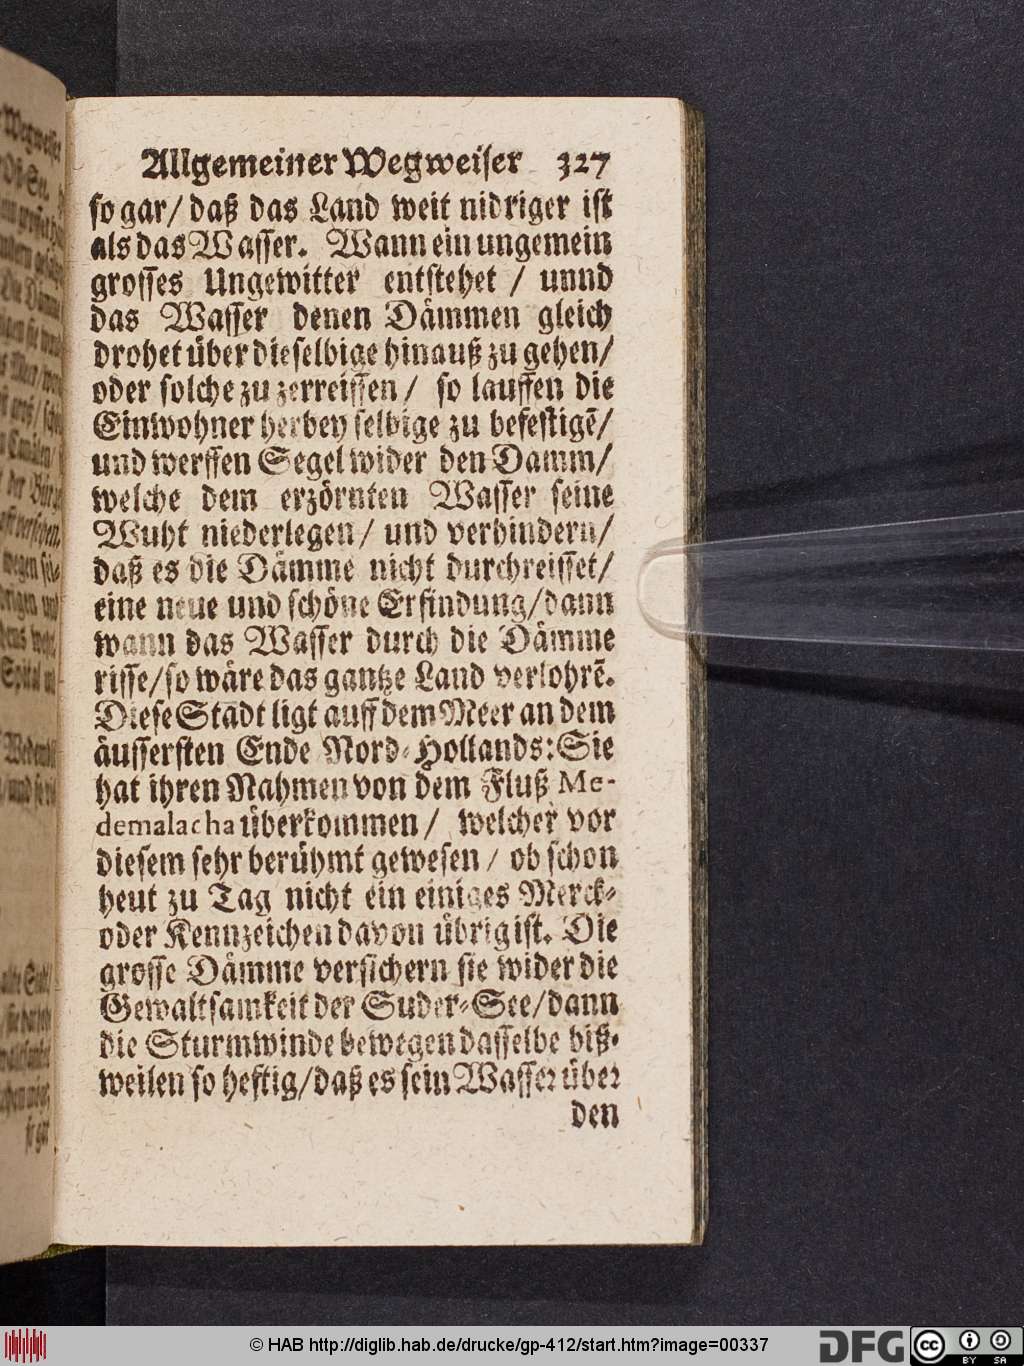 Allgemeiner Wegweiser 327
so gar/ daß das Land weit nidriger ist
als das Wasser. Wann ein ungemein
grosses Ungewitter entstehet / unnd
das Wasser denen Dämmen gleich
drohet über dieselbige hinauß zu gehen/
oder solche zu zerreissen/ so lauffen die
Einwohner herbey selbige zu befestigē/
und werffen Segel wider den Damm/
welche dem erzörnten Wasser seine
Wuht niederlegen/ und verhindern/
daß es die Dämme nicht durchreisset/
eine neue und schöne Erfindung/dann
wann das Wasser durch die Dämme
risse/so wäre das gantze Land verlohrē.
Diese Stadt ligt auff dem Meer an dem
äussersten Ende Nord-Hollands: Sie
hat ihren Nahmen von dem Fluß Me-
demalacha überkommen/ welcher vor
diesem sehr berühmt gewesen/ ob schon
heut zu Tag nicht ein einiges Merck-
oder Kennzeichen davon übrig ist. Die
grosse Dämme versichern sie wider die
Gewaltsamkeit der Suder-See/dann
die Sturmwinde bewegen dasselbe biß-
weilen so heftig/daß es sein Wasser über
den
© HAB http://diglib.hab.de/drucke/gp-412/start.htm?image=00337
DFG
cc BY SA